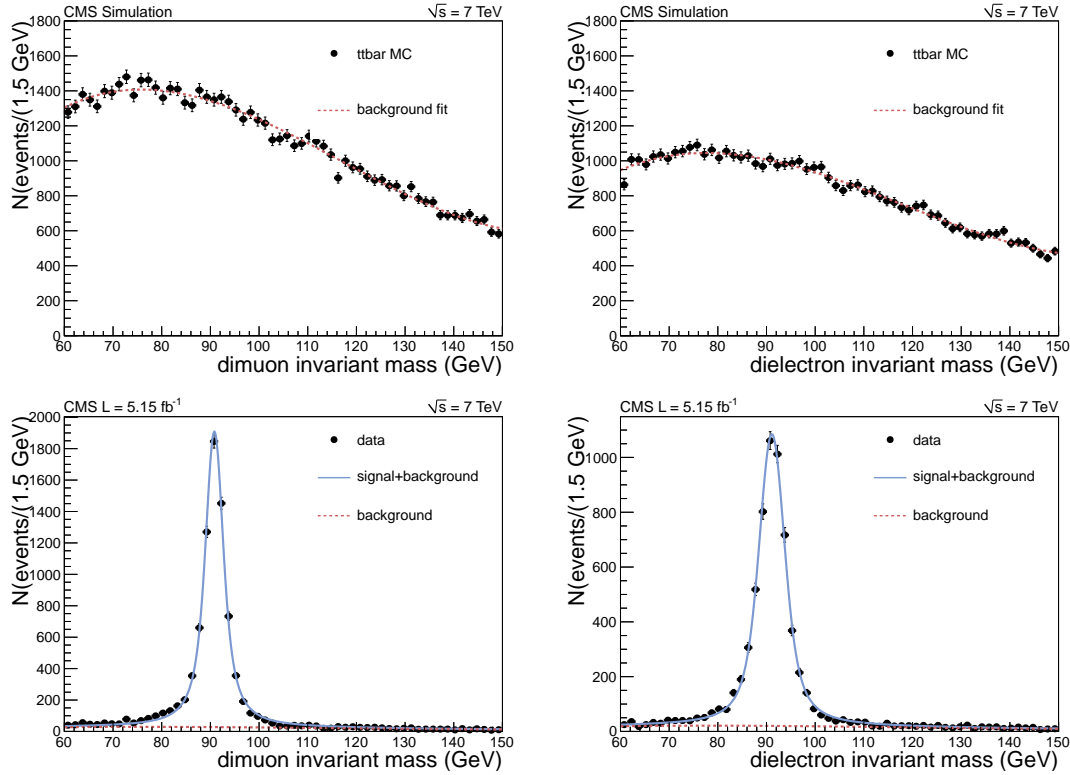 CMS Simulation √s = 7 TeV
N(events/(1.5 GeV)
1800
1600
1400
1200
1000
800
600
400
200
0
ttbar MC
background fit
60 70 80 90 100 110 120 130 140 150
dimuon invariant mass (GeV)
CMS Simulation √s = 7 TeV
N(events/(1.5 GeV)
1800
1600
1400
1200
1000
800
600
400
200
0
ttbar MC
background fit
60 70 80 90 100 110 120 130 140 150
dielectron invariant mass (GeV)
CMS L = 5.15 fb⁻¹ √s = 7 TeV
N(events/(1.5 GeV)
2000
1800
1600
1400
1200
1000
800
600
400
200
0
data
signal+background
background
60 70 80 90 100 110 120 130 140 150
dimuon invariant mass (GeV)
CMS L = 5.15 fb⁻¹ √s = 7 TeV
N(events/(1.5 GeV)
1000
800
600
400
200
0
data
signal+background
background
60 70 80 90 100 110 120 130 140 150
dielectron invariant mass (GeV)